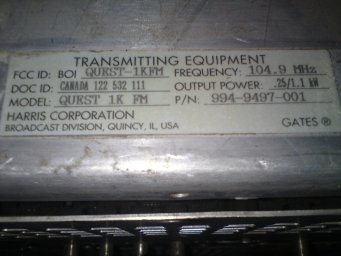 TRANSMITTING EQUIPMENT
FCC ID: BOI QUEST-1KFM FREQUENCY: 104.9 MHz
DOC ID: CANADA 122 532 111 OUTPUT POWER: .25/1.1 kW
MODEL: QUEST 1K FM P/N: 994-9497-001
HARRIS CORPORATION
BROADCAST DIVISION, QUINCY, IL, USA GATES ®